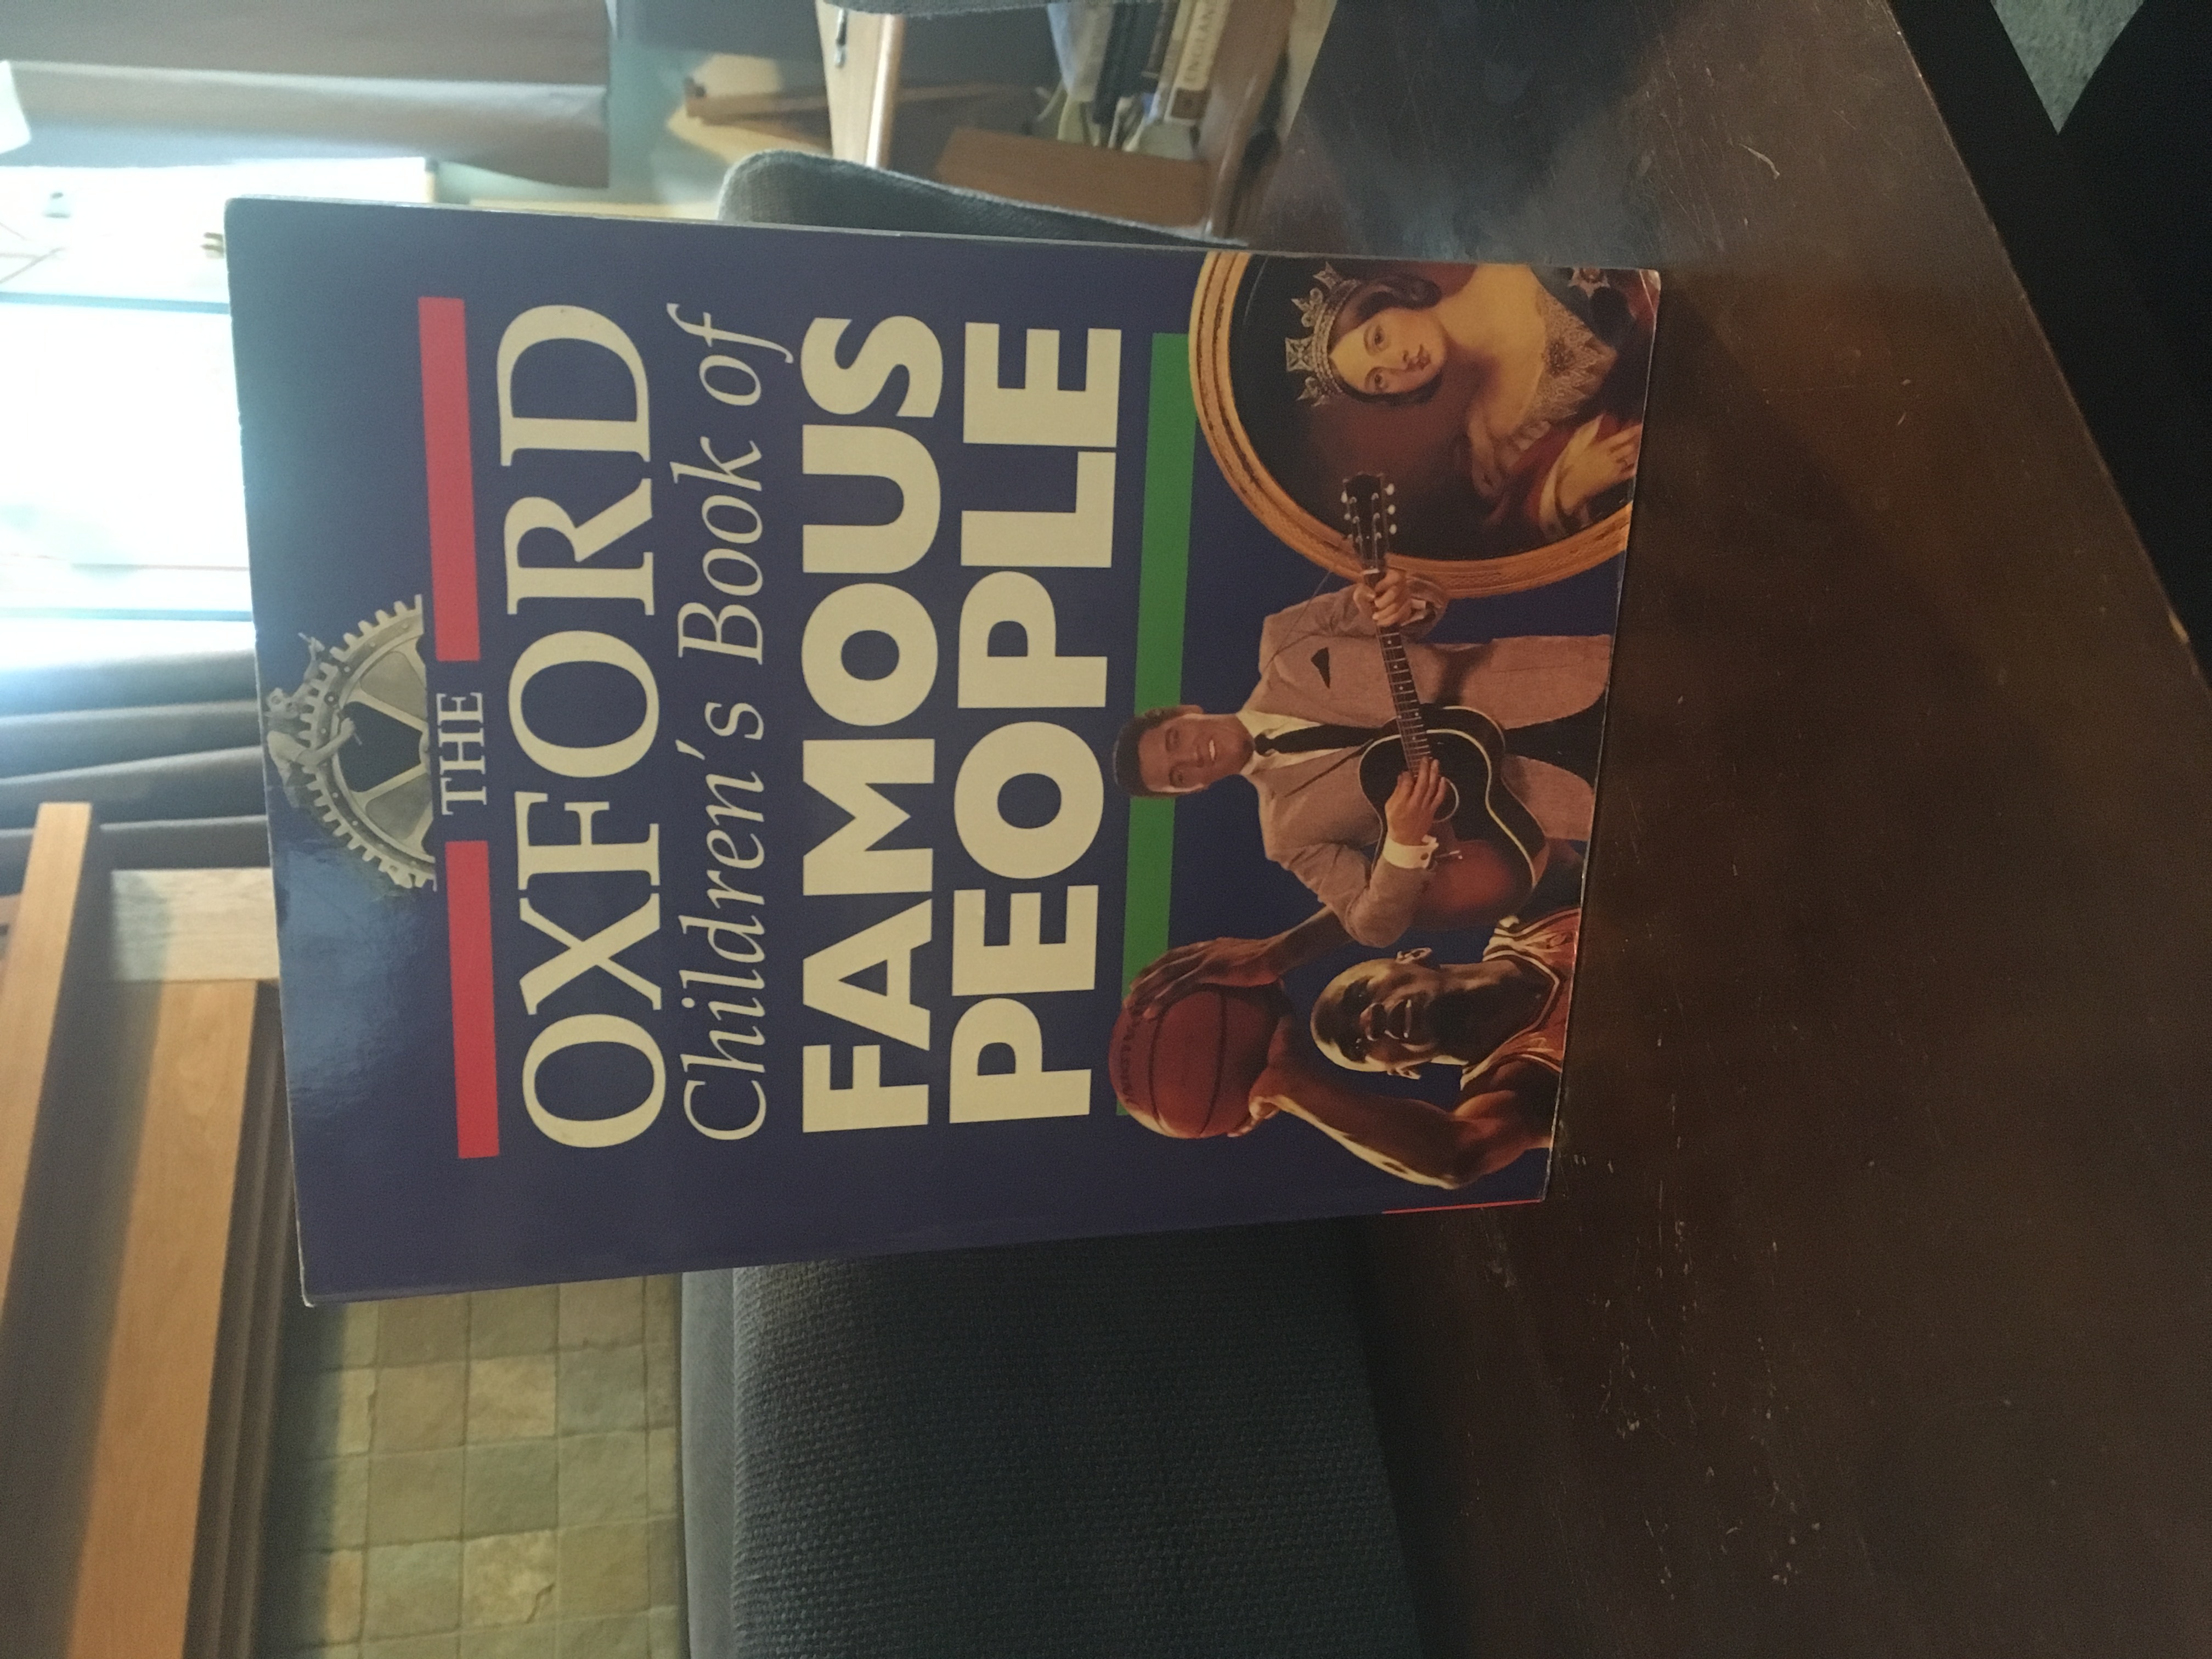 THE
OXFORD
Children's Book of
FAMOUS
PEOPLE